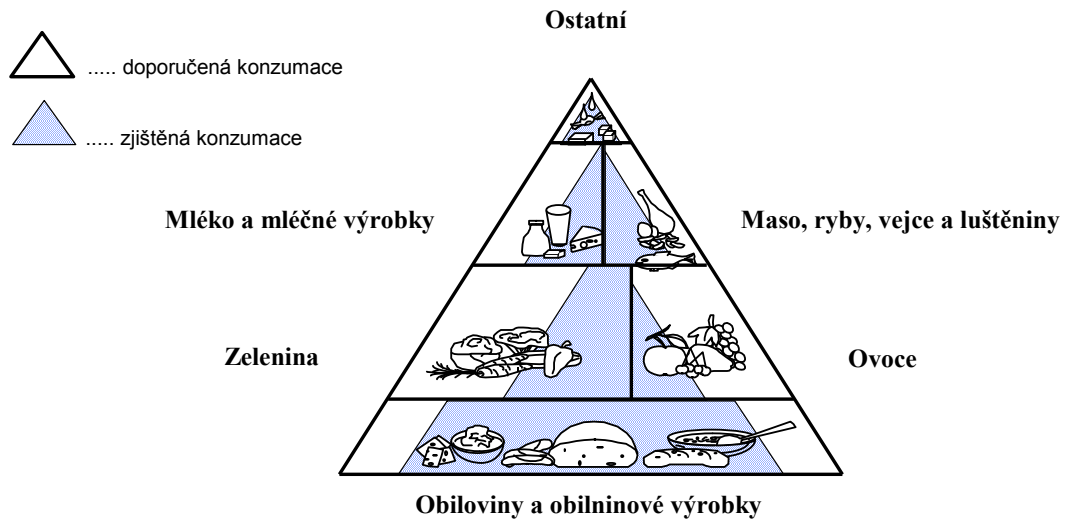 Ostatní
..... doporučená konzumace
..... zjištěná konzumace
Mléko a mléčné výrobky
Maso, ryby, vejce a luštěniny
Zelenina
Ovoce
Obiloviny a obilninové výrobky